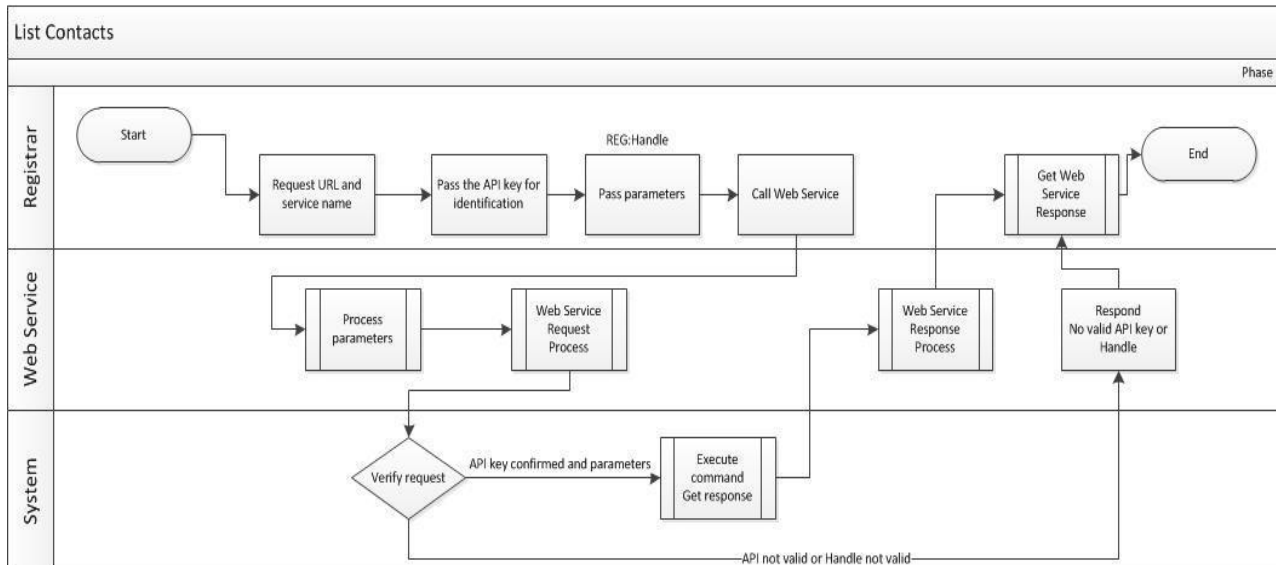 List Contacts
Phase
Registrar
Start
Request URL and
service name
Pass the API key for
identification
REG:Handle
Pass parameters
Call Web Service
Get Web
Service
Response
End
Web Service
Process
parameters
Web Service
Request
Process
Web Service
Response
Process
Respond
No valid API key or
Handle
System
Verify request
API key confirmed and parameters
Execute
command
Get response
API not valid or Handle not valid